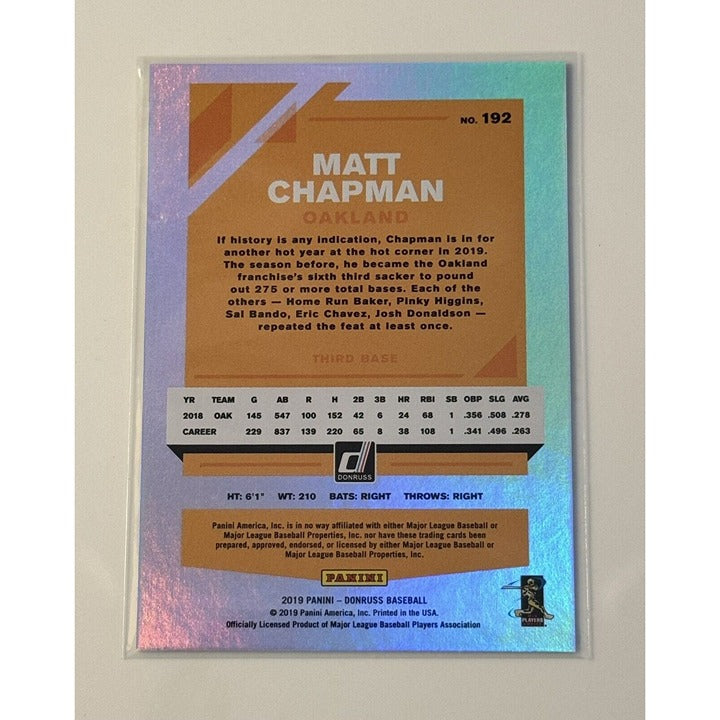 NO. 192
MATT
CHAPMAN
OAKLAND
If history is any indication, Chapman is in for
another hot year at the hot corner in 2019.
The season before, he became the Oakland
franchise's sixth third sacker to pound
out 275 or more total bases. Each of the
others — Home Run Baker, Pinky Higgins,
Sal Bando, Eric Chavez, Josh Donaldson —
repeated the feat at least once.
THIRD BASE
YR TEAM G AB R H 2B 3B HR RBI SB OBP SLG AVG
2018 OAK 145 547 100 152 42 6 24 68 1 .356 .508 .278
CAREER 229 837 139 220 65 8 38 108 1 .341 .496 .263
DONRUSS
HT: 6'1" WT: 210 BATS: RIGHT THROWS: RIGHT
Panini America, Inc. is in no way affiliated with either Major League Baseball or
Major League Baseball Properties, Inc. nor have these trading cards been
prepared, approved, endorsed, or licensed by either Major League Baseball or
Major League Baseball Properties, Inc.
PANINI
2019 PANINI – DONRUSS BASEBALL
© 2019 Panini America, Inc. Printed in the USA.
Officially Licensed Product of Major League Baseball Players Association
PLAYERS